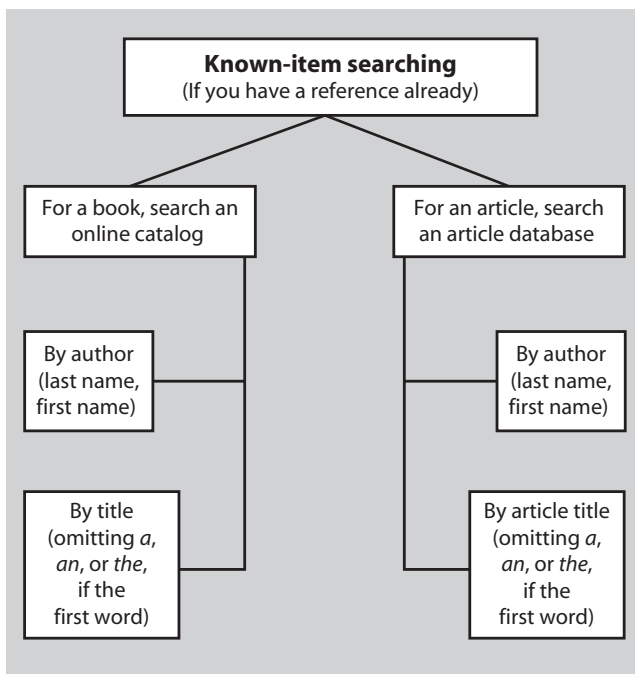 Known-item searching
(If you have a reference already)
For a book, search an
online catalog
For an article, search
an article database
By author
(last name,
first name)
By author
(last name,
first name)
By title
(omitting a,
an, or the,
if the
first word)
By article title
(omitting a,
an, or the,
if the
first word)